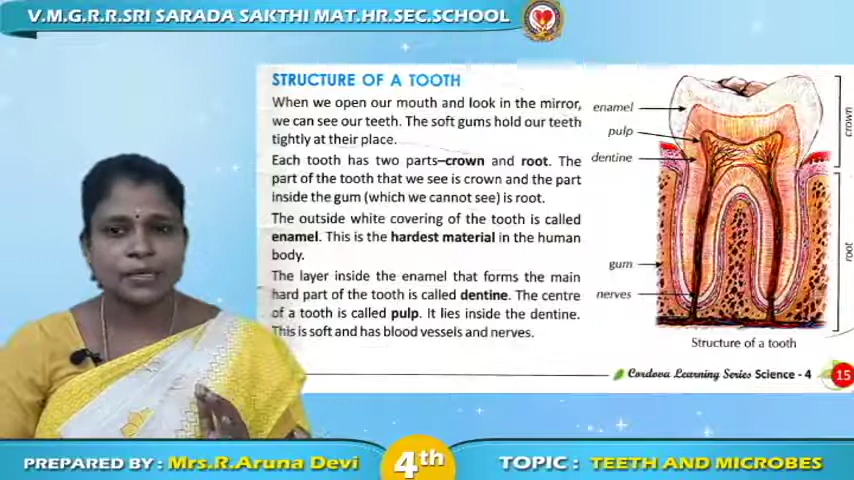 V.M.G.R.R.SRI SARADA SAKTHI MAT.HR.SEC.SCHOOL
STRUCTURE OF A TOOTH
When we open our mouth and look in the mirror,
we can see our teeth. The soft gums hold our teeth
tightly at their place.
Each tooth has two parts–crown and root. The
part of the tooth that we see is crown and the part
inside the gum (which we cannot see) is root.
The outside white covering of the tooth is called
enamel. This is the hardest material in the human
body.
The layer inside the enamel that forms the main
hard part of the tooth is called dentine. The centre
of a tooth is called pulp. It lies inside the dentine.
This is soft and has blood vessels and nerves.
enamel
pulp
dentine
gum
nerves
crown
root
Structure of a tooth
Cordova Learning Series Science - 4 15
PREPARED BY : Mrs.R.Aruna Devi
4th
TOPIC : TEETH AND MICROBES